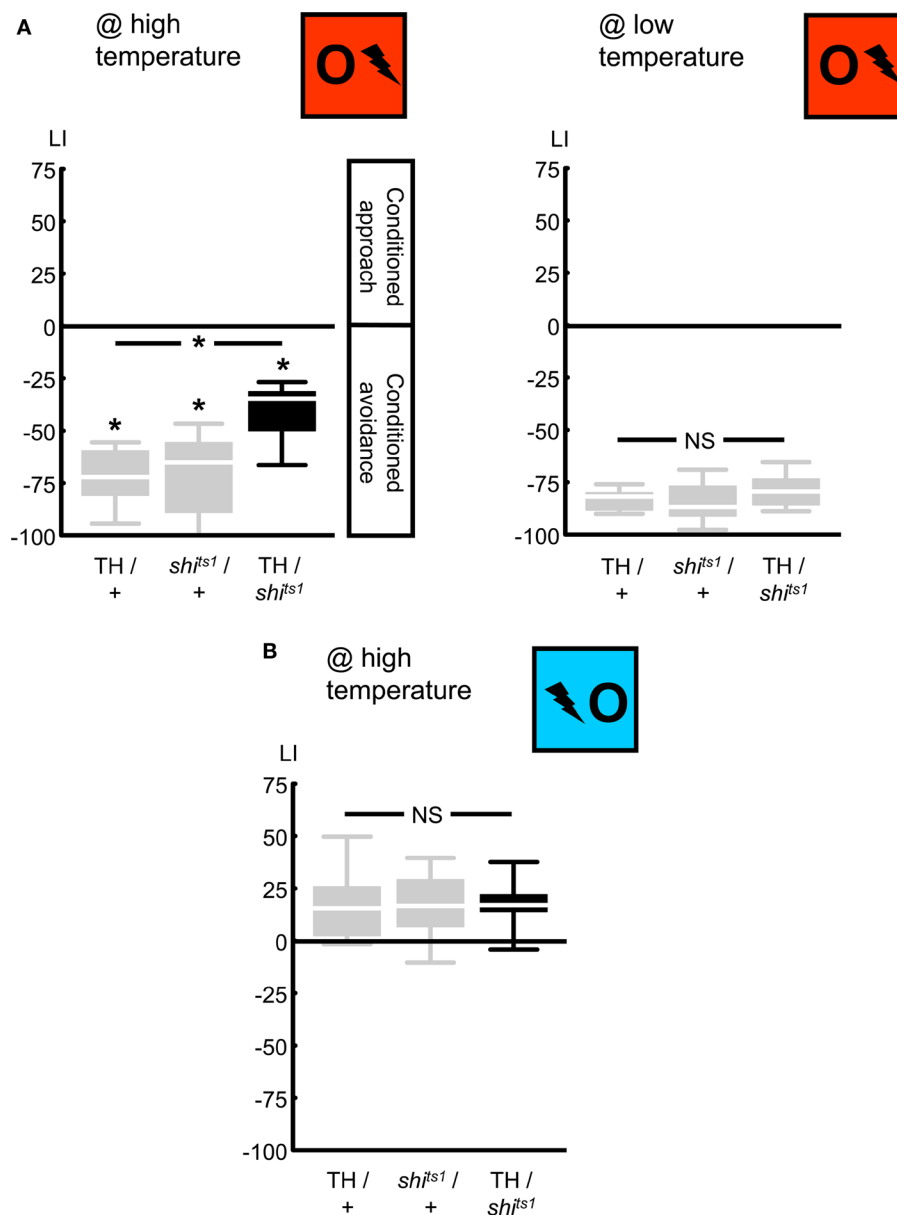 A
@ high
temperature
O
LI
75
50
25
0
-25
-50
-75
-100
*
*
*
*
Conditioned
approach
Conditioned
avoidance
TH /
+
shi^ts1 /
+
TH /
shi^ts1
@ low
temperature
O
LI
75
50
25
0
-25
-50
-75
-100
NS
TH /
+
shi^ts1 /
+
TH /
shi^ts1
B
@ high
temperature
O
LI
75
50
25
0
-25
-50
-75
-100
NS
TH /
+
shi^ts1 /
+
TH /
shi^ts1